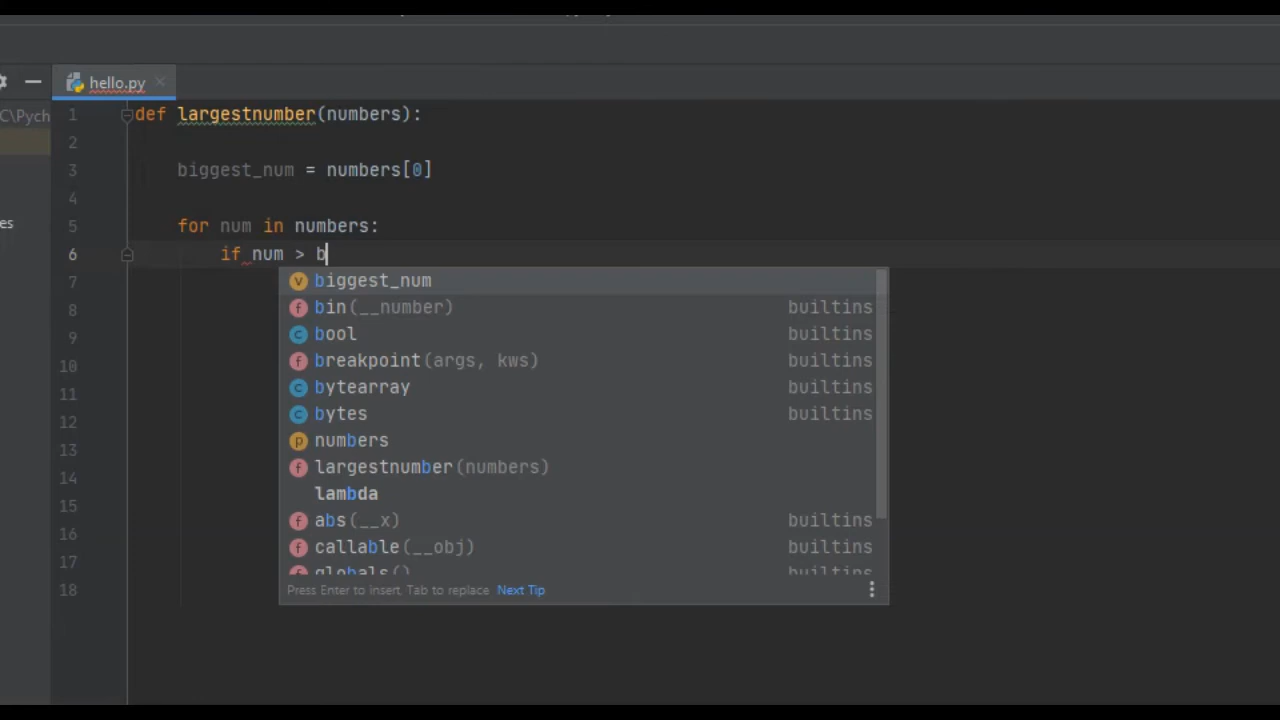 hello.py
C\Pych
1 def largestnumber(numbers):
2
3 biggest_num = numbers[0]
4
es
5 for num in numbers:
6 if num > b
7
8
9
10
11
12
13
14
15
16
17
18
biggest_num
bin(__number) builtins
bool builtins
breakpoint(args, kws) builtins
bytearray builtins
bytes builtins
numbers
largestnumber(numbers)
lambda
abs(__x) builtins
callable(__obj) builtins
globals() builtins
Press Enter to insert, Tab to replace Next Tip